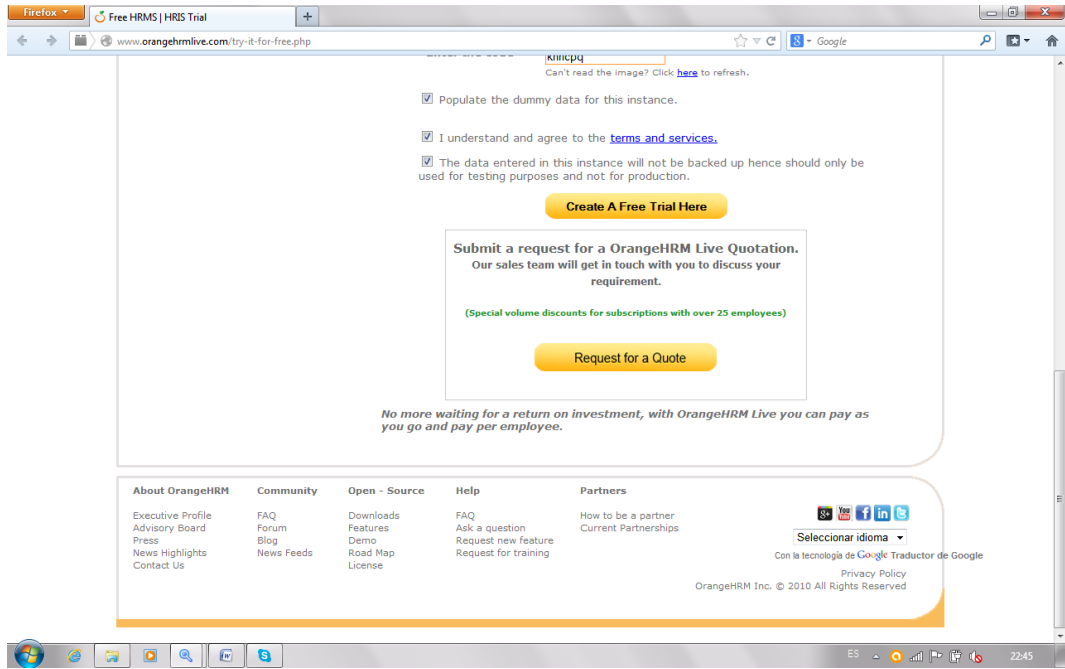 Firefox
Free HRMS | HRIS Trial
www.orangehrmlive.com/try-it-for-free.php
Google
Can't read the image? Click here to refresh.
Populate the dummy data for this instance.
I understand and agree to the terms and services.
The data entered in this instance will not be backed up hence should only be
used for testing purposes and not for production.
Create A Free Trial Here
Submit a request for a OrangeHRM Live Quotation.
Our sales team will get in touch with you to discuss your
requirement.
(Special volume discounts for subscriptions with over 25 employees)
Request for a Quote
No more waiting for a return on investment, with OrangeHRM Live you can pay as
you go and pay per employee.
About OrangeHRM
Executive Profile
Advisory Board
Press
News Highlights
Contact Us
Community
FAQ
Forum
Blog
News Feeds
Open - Source
Downloads
Features
Demo
Road Map
License
Help
FAQ
Ask a question
Request new feature
Request for training
Partners
How to be a partner
Current Partnerships
Seleccionar idioma
Con la tecnología de Google Traductor de Google
Privacy Policy
OrangeHRM Inc. © 2010 All Rights Reserved
ES
22:45